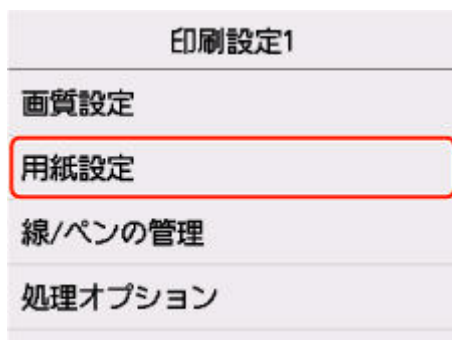 印刷設定1
画質設定
用紙設定
線/ペンの管理
処理オプション